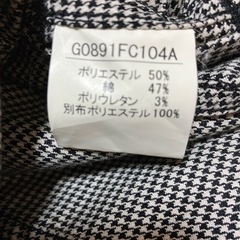 G0891FC104A
ポリエステル 50%
綿 47%
ポリウレタン 3%
別布ポリエステル100%